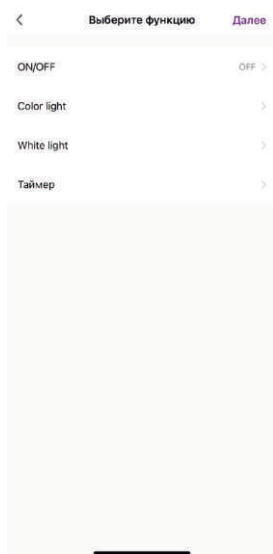 Выберите функцию
Далее
ON/OFF
OFF
Color light
White light
Таймер